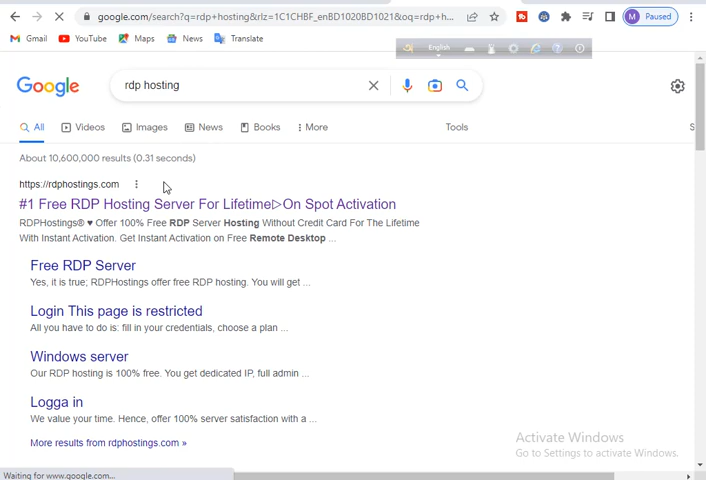 google.com/search?q=rdp+hosting&rlz=1C1CHBF_enBD1020BD1021&oq=rdp+h...
M Paused
Gmail YouTube Maps News Translate
English
Google rdp hosting
All Videos Images News Books More Tools S
About 10,600,000 results (0.31 seconds)
https://rdphostings.com
#1 Free RDP Hosting Server For Lifetime▷On Spot Activation
RDPHostings® ♥ Offer 100% Free RDP Server Hosting Without Credit Card For The Lifetime
With Instant Activation. Get Instant Activation on Free Remote Desktop ...
Free RDP Server
Yes, it is true; RDPHostings offer free RDP hosting. You will get ...
Login This page is restricted
All you have to do is: fill in your credentials, choose a plan ...
Windows server
Our RDP hosting is 100% free. You get dedicated IP, full admin ...
Logga in
We value your time. Hence, offer 100% server satisfaction with a ...
More results from rdphostings.com »
Activate Windows
Go to Settings to activate Windows.
Waiting for www.google.com...